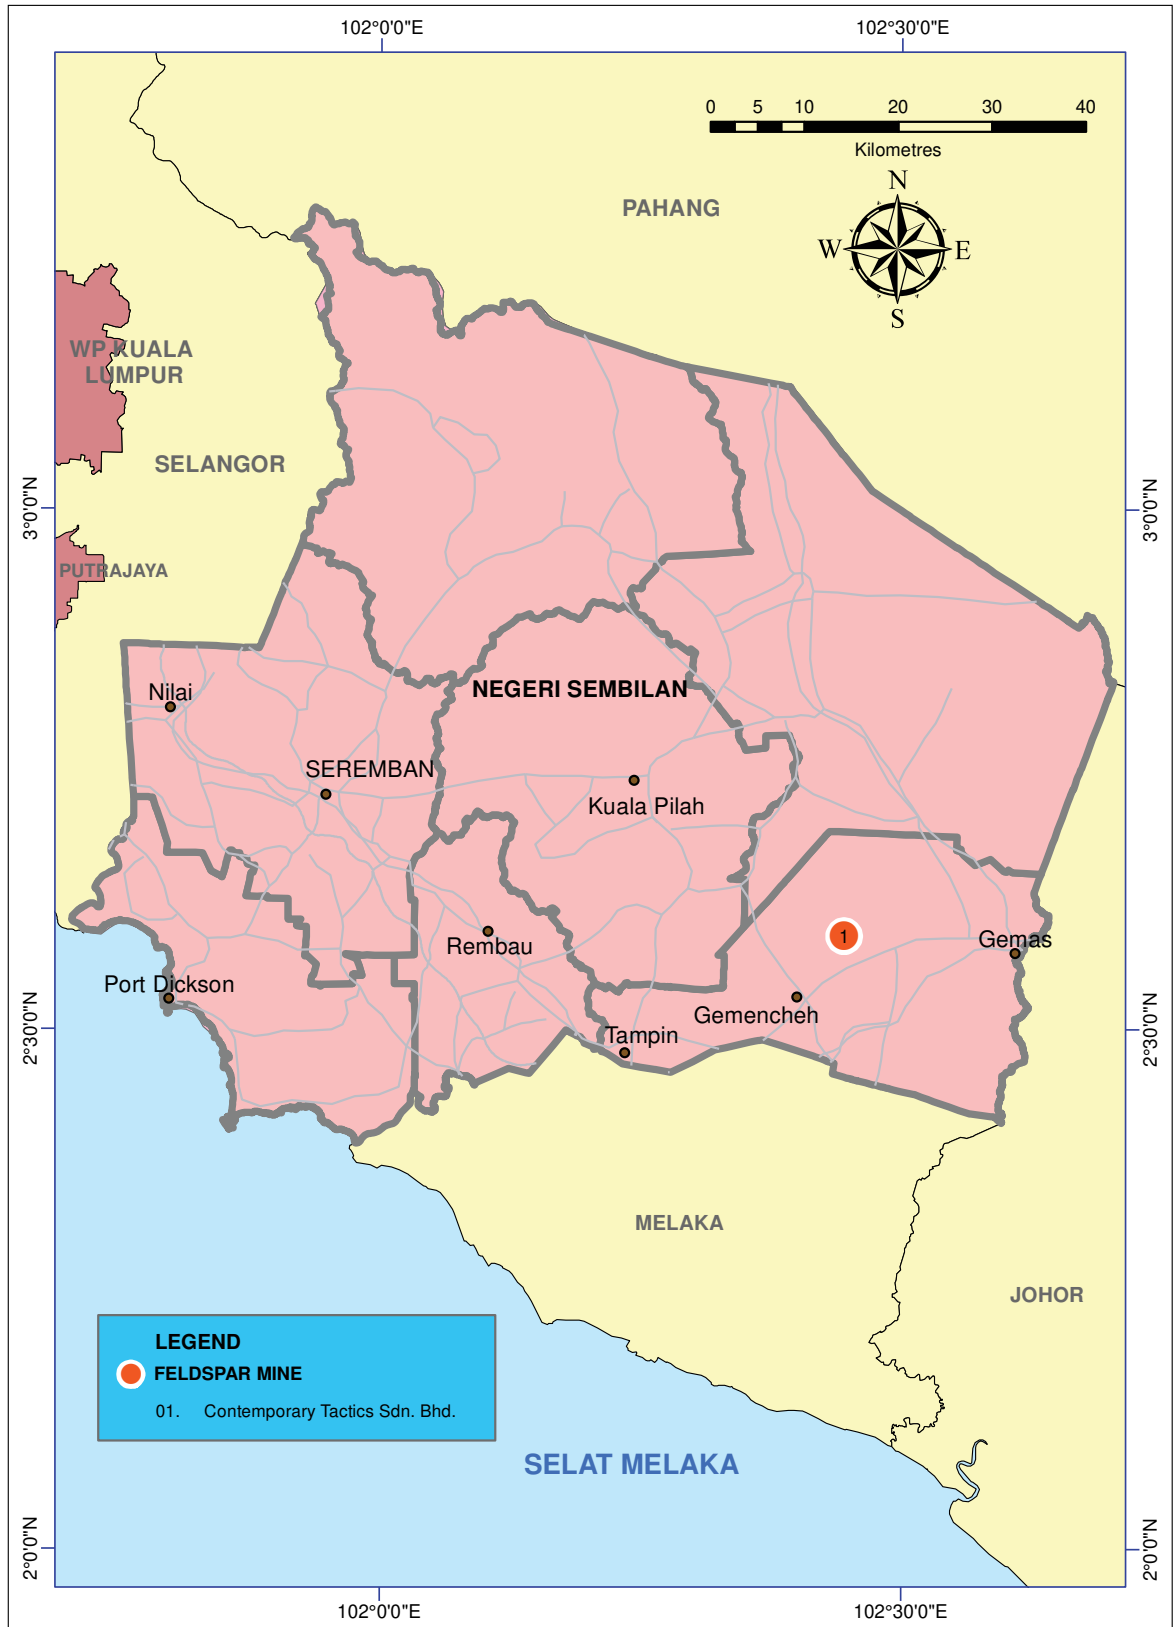 102°0'0"E
102°30'0"E
0 5 10 20 30 40
Kilometres
N
W E
S
PAHANG
WP KUALA
LUMPUR
SELANGOR
3°0'0"N
3°0'0"N
PUTRAJAYA
Nilai
NEGERI SEMBILAN
SEREMBAN
Kuala Pilah
1
Rembau
Gemas
Port Dickson
Gemencheh
Tampin
2°30'0"N
2°30'0"N
MELAKA
JOHOR
LEGEND
FELDSPAR MINE
01. Contemporary Tactics Sdn. Bhd.
SELAT MELAKA
2°0'0"N
2°0'0"N
102°0'0"E
102°30'0"E